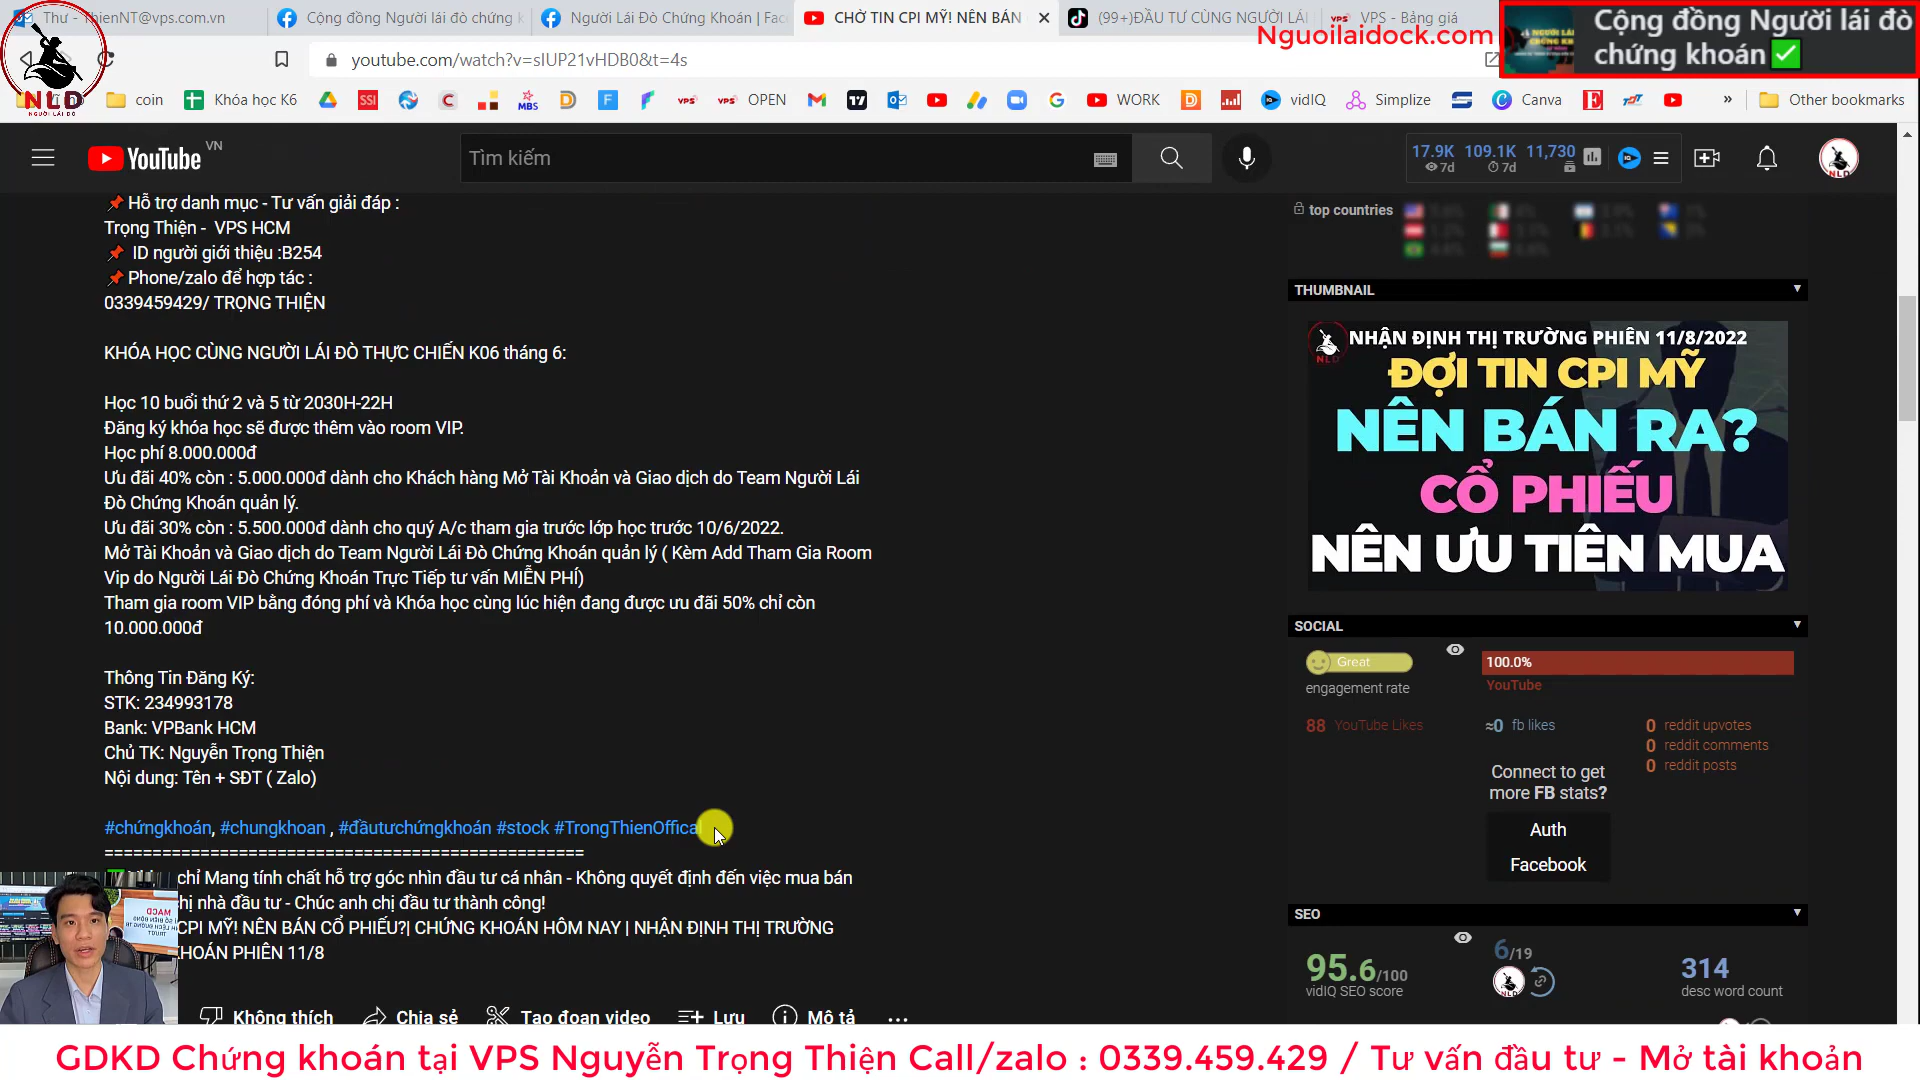 Thư - ThienNT@vps.com.vn
Cộng đồng Người lái đò chứng k
Người Lái Đò Chứng Khoán | Fac
CHỜ TIN CPI MỸ! NÊN BÁN
(99+)ĐẦU TƯ CÙNG NGƯỜI LÁI
VPS - Bảng giá
Nguoilaidock.com
Cộng đồng Người lái đò
chứng khoán
youtube.com/watch?v=sIUP21vHDB0&t=4s
NLD
NGƯỜI LÁI ĐÒ
coin
Khóa học K6
SSI
MBS
VPS
VPS
OPEN
WORK
vidIQ
Simplize
Canva
Other bookmarks
YouTube
VN
Tìm kiếm
17.9K
7d
109.1K
7d
11,730
📌 Hỗ trợ danh mục - Tư vấn giải đáp :
Trọng Thiện - VPS HCM
📌 ID người giới thiệu :B254
📌 Phone/zalo để hợp tác :
0339459429/ TRỌNG THIỆN
KHÓA HỌC CÙNG NGƯỜI LÁI ĐÒ THỰC CHIẾN K06 tháng 6:
Học 10 buổi thứ 2 và 5 từ 2030H-22H
Đăng ký khóa học sẽ được thêm vào room VIP.
Học phí 8.000.000đ
Ưu đãi 40% còn : 5.000.000đ dành cho Khách hàng Mở Tài Khoản và Giao dịch do Team Người Lái
Đò Chứng Khoán quản lý.
Ưu đãi 30% còn : 5.500.000đ dành cho quý A/c tham gia trước lớp học trước 10/6/2022.
Mở Tài Khoản và Giao dịch do Team Người Lái Đò Chứng Khoán quản lý ( Kèm Add Tham Gia Room
Vip do Người Lái Đò Chứng Khoán Trực Tiếp tư vấn MIỄN PHÍ)
Tham gia room VIP bằng đóng phí và Khóa học cùng lúc hiện đang được ưu đãi 50% chỉ còn
10.000.000đ
Thông Tin Đăng Ký:
STK: 234993178
Bank: VPBank HCM
Chủ TK: Nguyễn Trọng Thiện
Nội dung: Tên + SĐT ( Zalo)
#chứngkhoán, #chungkhoan , #đầutưchứngkhoán #stock #TrongThienOffical
==================================================
chỉ Mang tính chất hỗ trợ góc nhìn đầu tư cá nhân - Không quyết định đến việc mua bán
hị nhà đầu tư - Chúc anh chị đầu tư thành công!
CPI MỸ! NÊN BÁN CỔ PHIẾU?| CHỨNG KHOÁN HÔM NAY | NHẬN ĐỊNH THỊ TRƯỜNG
HOÁN PHIÊN 11/8
Không thích
Chia sẻ
Tạo đoạn video
Lưu
Mô tả
MACD
top countries
THUMBNAIL
NLD
NHẬN ĐỊNH THỊ TRƯỜNG PHIÊN 11/8/2022
ĐỢI TIN CPI MỸ
NÊN BÁN RA?
CỔ PHIẾU
NÊN ƯU TIÊN MUA
SOCIAL
Great
engagement rate
100.0%
YouTube
88 YouTube Likes
≈0 fb likes
0 reddit upvotes
0 reddit comments
0 reddit posts
Connect to get
more FB stats?
Auth
Facebook
SEO
95.6/100
vidIQ SEO score
6/19
314
desc word count
GDKD Chứng khoán tại VPS Nguyễn Trọng Thiện Call/zalo : 0339.459.429 / Tư vấn đầu tư - Mở tài khoản